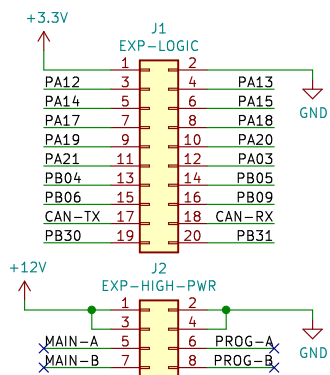 +3.3V
J1
EXP-LOGIC
1 2
GND
PA12 3 4 PA13
PA14 5 6 PA15
PA17 7 8 PA18
PA19 9 10 PA20
PA21 11 12 PA03
PB04 13 14 PB05
PB06 15 16 PB09
CAN-TX 17 18 CAN-RX
PB30 19 20 PB31
+12V
J2
EXP-HIGH-PWR
1 2
3 4
GND
MAIN-A 5 6 PROG-A
MAIN-B 7 8 PROG-B